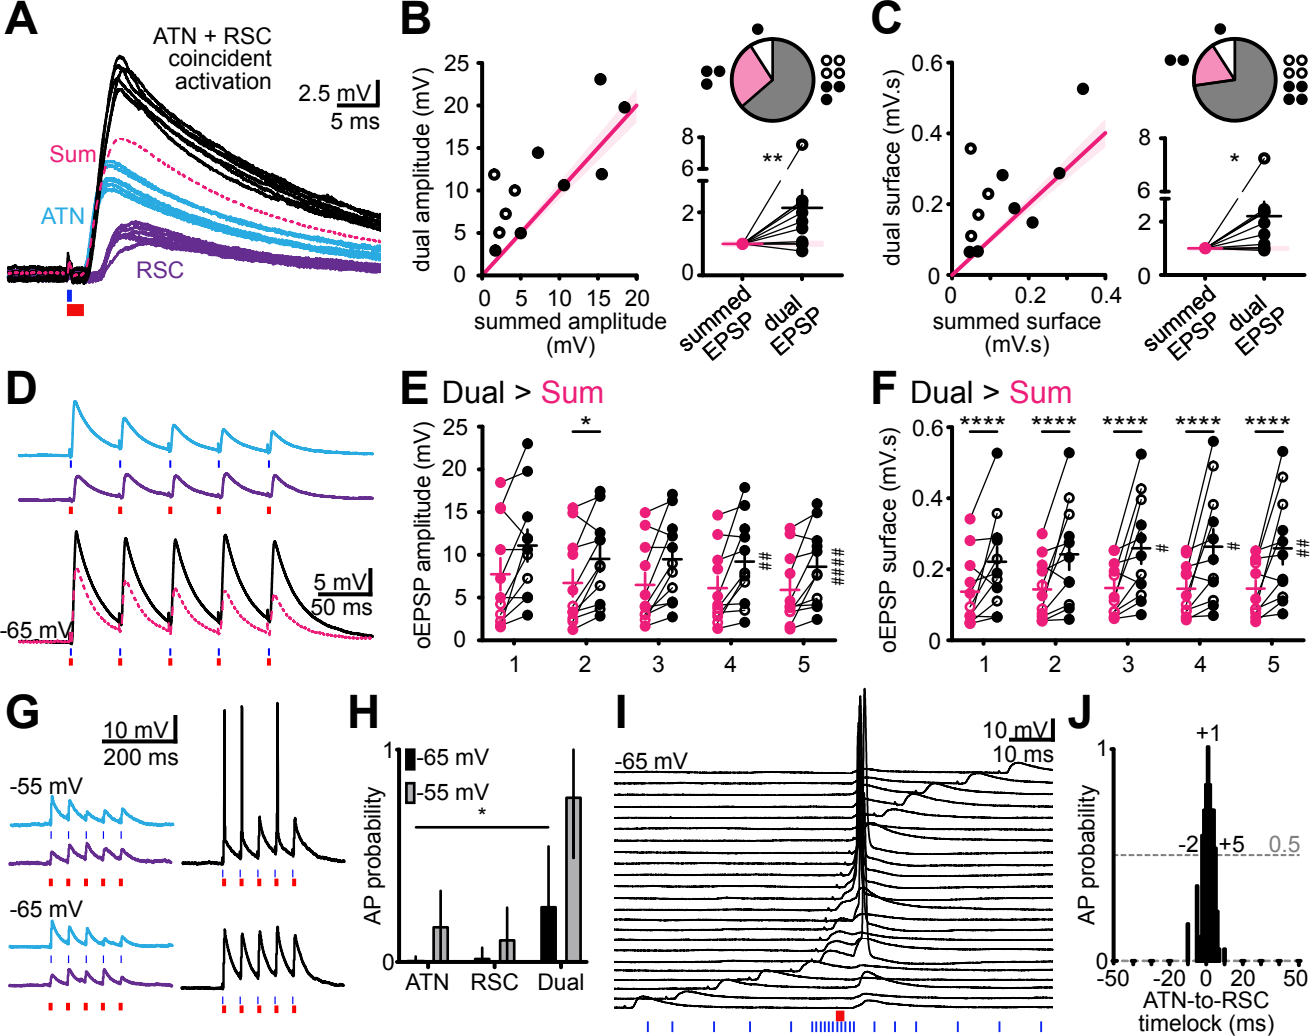 A
ATN + RSC
coincident
activation
2.5 mV
5 ms
Sum
ATN
RSC
B
dual amplitude (mV)
25
20
15
10
5
0
0 5 10 15 20
summed amplitude
(mV)
8
6
2
0
**
summed
EPSP
dual
EPSP
C
dual surface (mV.s)
0.6
0.4
0.2
0
0 0.2 0.4
summed surface
(mV.s)
8
6
2
0
*
summed
EPSP
dual
EPSP
D
5 mV
50 ms
-65 mV
E Dual > Sum
oEPSP amplitude (mV)
25
20
15
10
5
0
*
##
####
1 2 3 4 5
F Dual > Sum
oEPSP surface (mV.s)
0.6
0.4
0.2
0
**** **** **** **** ****
# # ##
1 2 3 4 5
G
10 mV
200 ms
-55 mV
-65 mV
H
AP probability
1
0
-65 mV
-55 mV
*
ATN RSC Dual
I
10 mV
10 ms
-65 mV
J
+1
AP probability
1
0
-2 +5 0.5
-50 -20 0 20 50
ATN-to-RSC
timelock (ms)